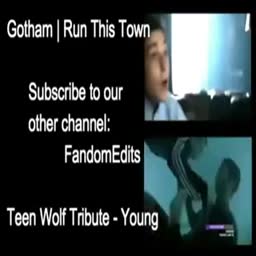 Gotham | Run This Town
Subscribe to our
other channel:
FandomEdits
Teen Wolf Tribute - Young